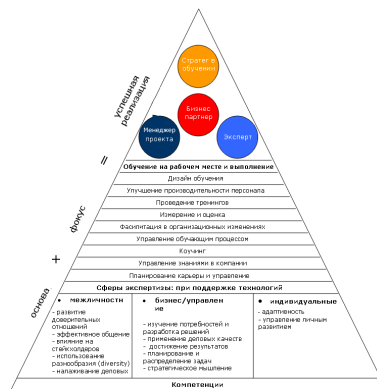 Стратег в
обучении
Бизнес
партнер
Менеджер
проекта
Эксперт
успешная
реализация
=
Обучение на рабочем месте и выполнение
Дизайн обучения
Улучшение производительности персонала
Проведение тренингов
Измерение и оценка
Фасилитация в организационных изменениях
Управление обучающим процессом
Коучинг
Управление знаниями в компании
Планирование карьеры и управление
Сферы экспертизы: при поддержке технологий
фокус
+
основа
• межличности
- развитие
доверительных
отношений
- эффективное общение
- влияние на
стейкхолдеров
- использование
разнообразия (diversity)
- налаживание деловых
• бизнес/управлен
ие
- изучение потребностей и
разработка решений
- применение деловых качеств
- достижение результатов
- планирование и
распределение задач
- стратегическое мышление
• индивидуальные
- адаптивность
- управление личным
развитием
Компетенции